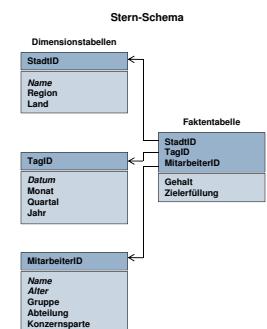 Stern-Schema
Dimensionstabellen
StadtID
Name
Region
Land
TagID
Datum
Monat
Quartal
Jahr
MitarbeiterID
Name
Alter
Gruppe
Abteilung
Konzernsparte
Faktentabelle
StadtID
TagID
MitarbeiterID
Gehalt
Zielerfüllung